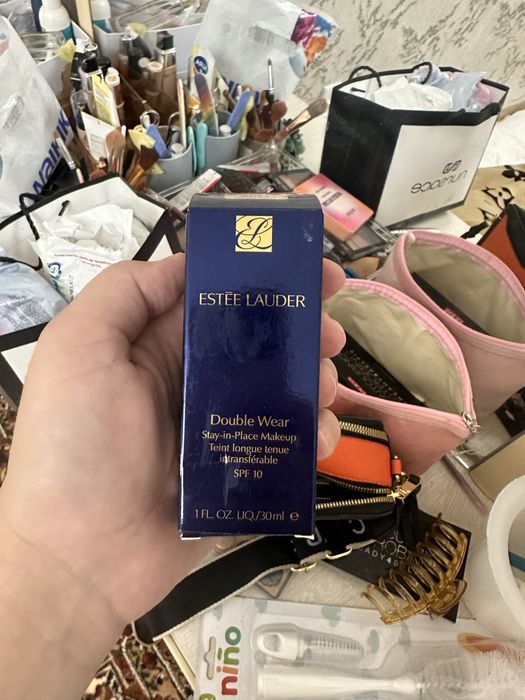 ESTĒE LAUDER
Double Wear
Stay-in-Place Makeup
Teint longue tenue
intransférable
SPF 10
1 FL. OZ. LIQ./30 ml e
niño